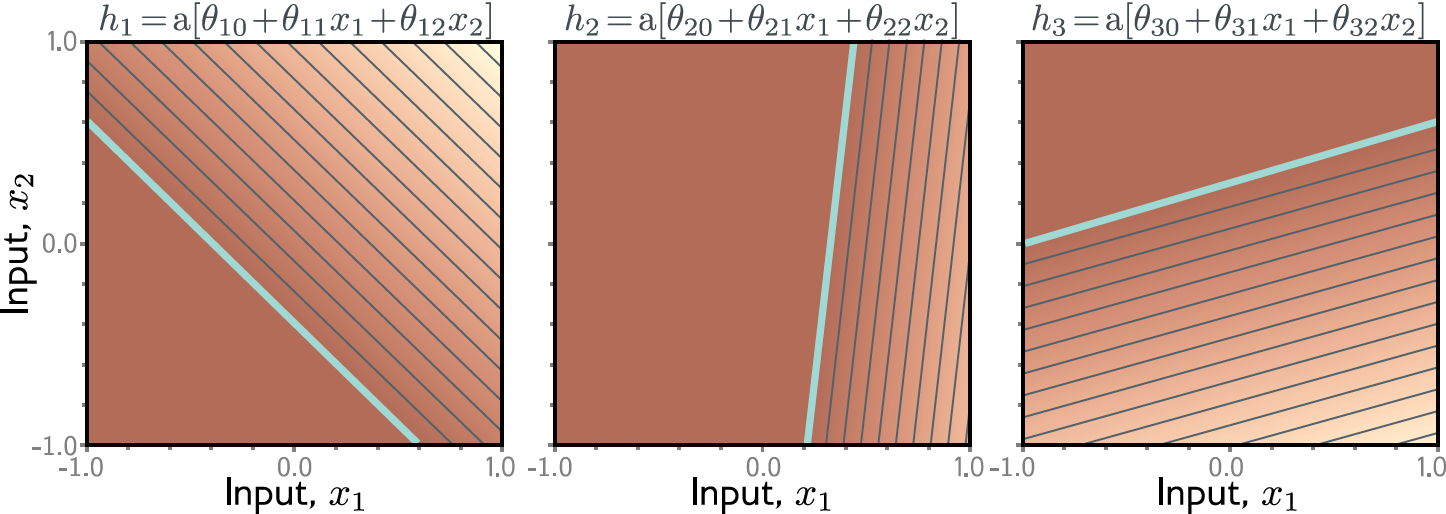 h₁ = a[θ₁₀+θ₁₁x₁+θ₁₂x₂]
h₂ = a[θ₂₀+θ₂₁x₁+θ₂₂x₂]
h₃ = a[θ₃₀+θ₃₁x₁+θ₃₂x₂]
1.0
Input, x₂
0.0
-1.0
-1.0 0.0 1.0
-1.0 0.0 1.0
-1.0 0.0 1.0
Input, x₁
Input, x₁
Input, x₁